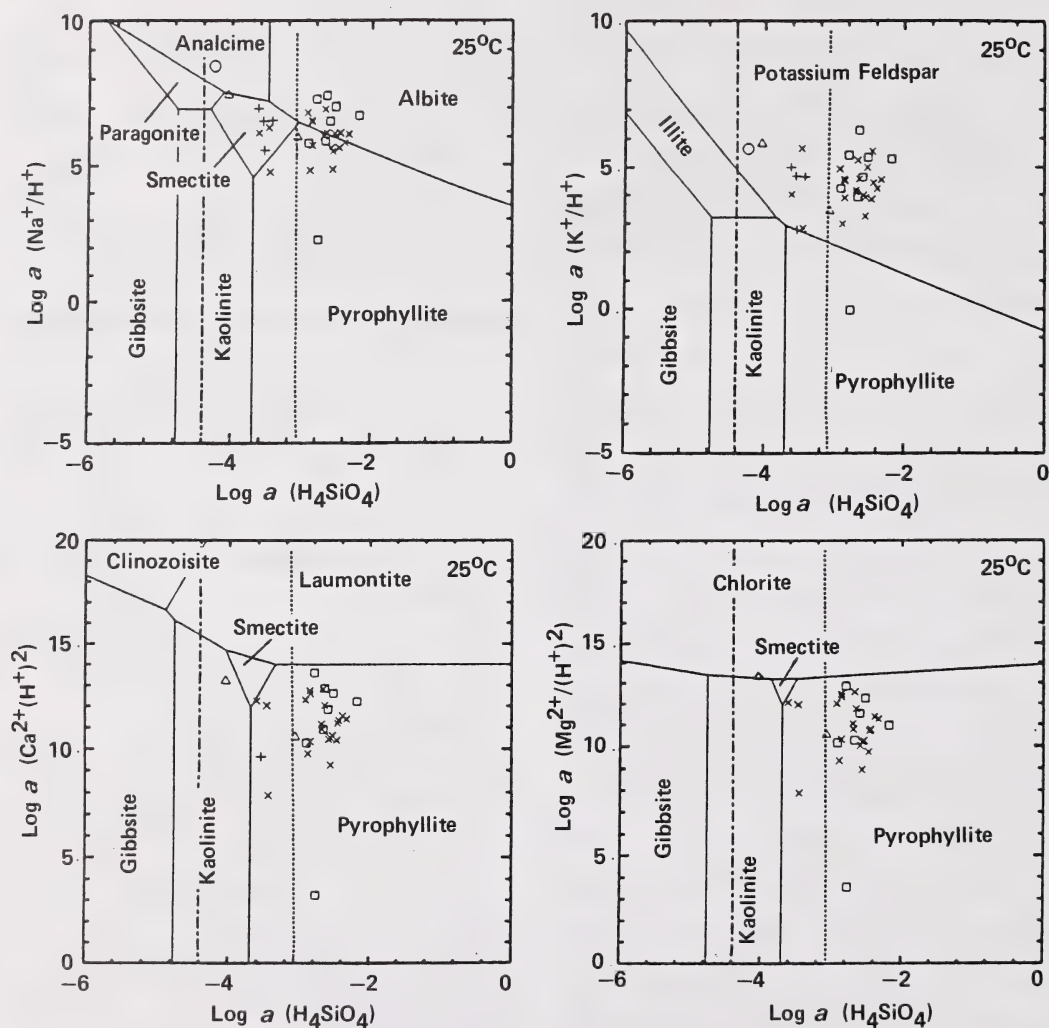 10
5
0
−5
−6
−4
−2
0
Log a (Na⁺/H⁺)
Log a (H₄SiO₄)
25°C
Analcime
Albite
Paragonite
Smectite
Gibbsite
Kaolinite
Pyrophyllite
10
5
0
−5
−6
−4
−2
0
Log a (K⁺/H⁺)
Log a (H₄SiO₄)
25°C
Potassium Feldspar
Illite
Gibbsite
Kaolinite
Pyrophyllite
20
15
10
5
0
−6
−4
−2
0
Log a (Ca²⁺(H⁺)²)
Log a (H₄SiO₄)
25°C
Clinozoisite
Laumontite
Smectite
Gibbsite
Kaolinite
Pyrophyllite
20
15
10
5
0
−6
−4
−2
0
Log a (Mg²⁺/(H⁺)²)
Log a (H₄SiO₄)
25°C
Chlorite
Smectite
Gibbsite
Kaolinite
Pyrophyllite